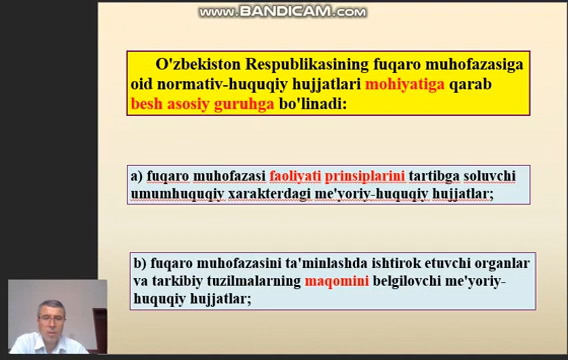 www.BANDICAM.com
O'zbekiston Respublikasining fuqaro muhofazasiga
oid normativ-huquqiy hujjatlari mohiyatiga qarab
besh asosiy guruhga bo'linadi:
a) fuqaro muhofazasi faoliyati prinsiplarini tartibga soluvchi
umumhuquqiy xarakterdagi me'yoriy-huquqiy hujjatlar;
b) fuqaro muhofazasini ta'minlashda ishtirok etuvchi organlar
va tarkibiy tuzilmalarning maqomini belgilovchi me'yoriy-
huquqiy hujjatlar;